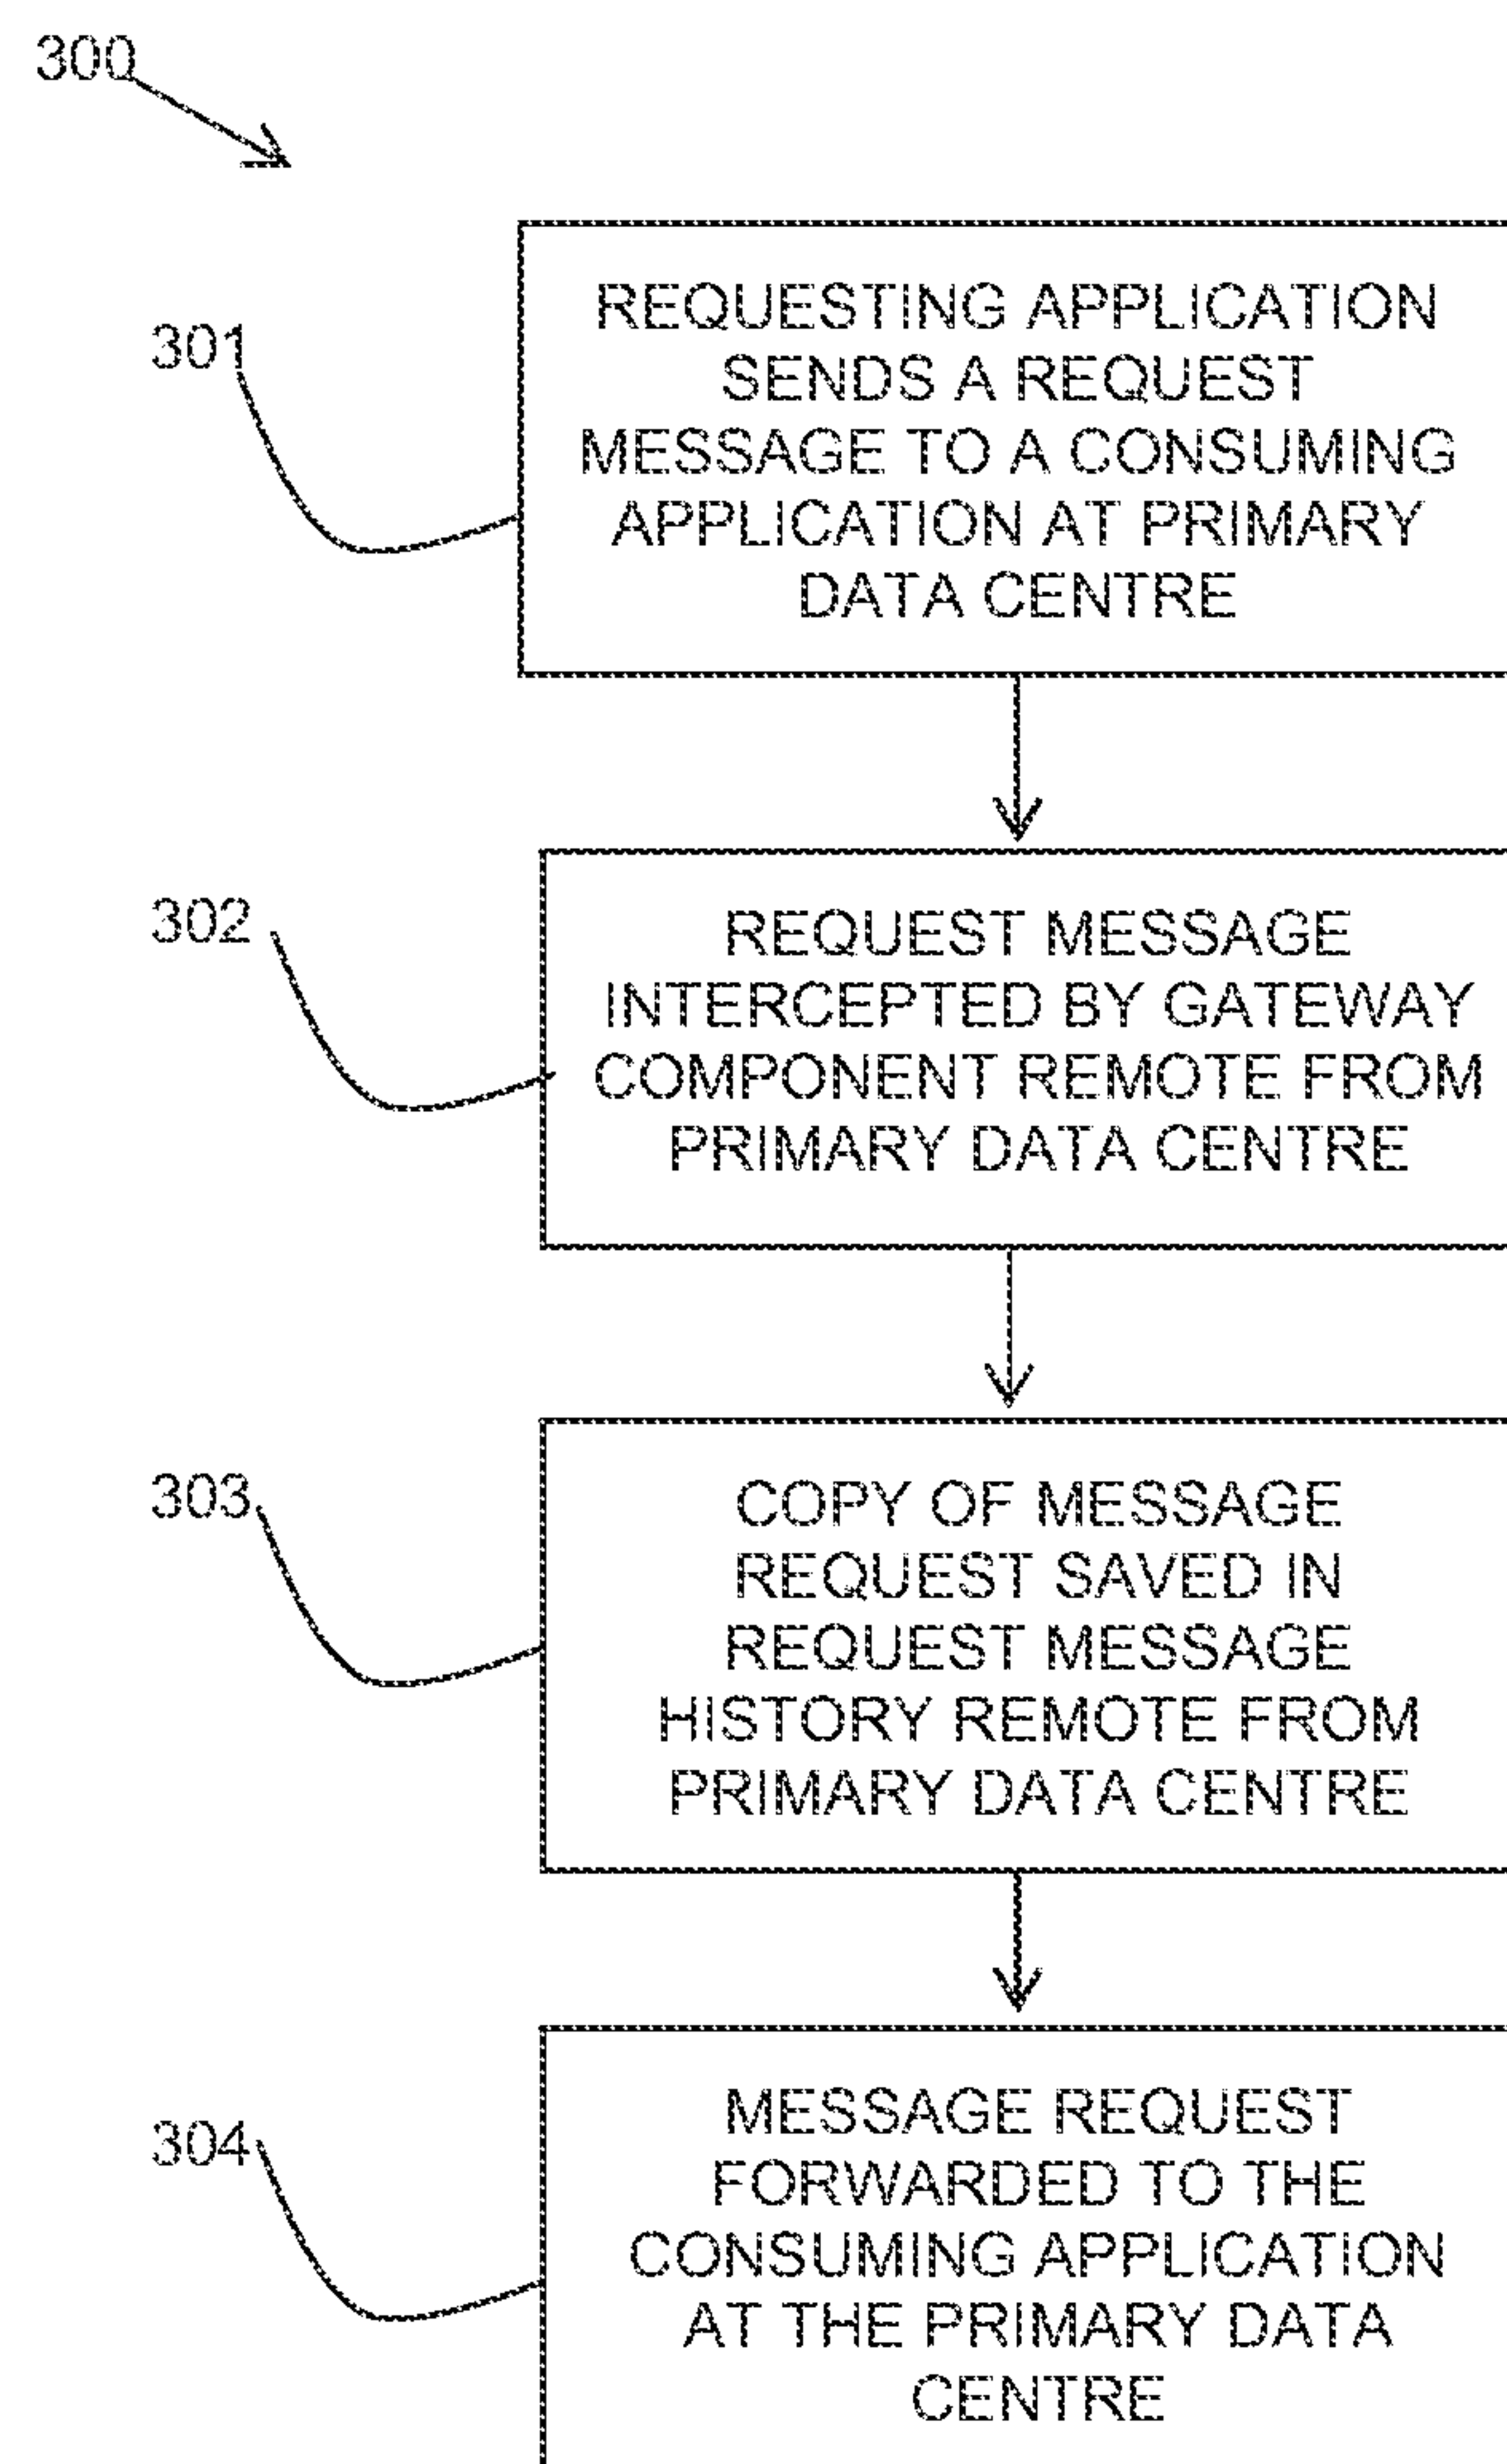 300
301
REQUESTING APPLICATION
SENDS A REQUEST
MESSAGE TO A CONSUMING
APPLICATION AT PRIMARY
DATA CENTRE
302
REQUEST MESSAGE
INTERCEPTED BY GATEWAY
COMPONENT REMOTE FROM
PRIMARY DATA CENTRE
303
COPY OF MESSAGE
REQUEST SAVED IN
REQUEST MESSAGE
HISTORY REMOTE FROM
PRIMARY DATA CENTRE
304
MESSAGE REQUEST
FORWARDED TO THE
CONSUMING APPLICATION
AT THE PRIMARY DATA
CENTRE